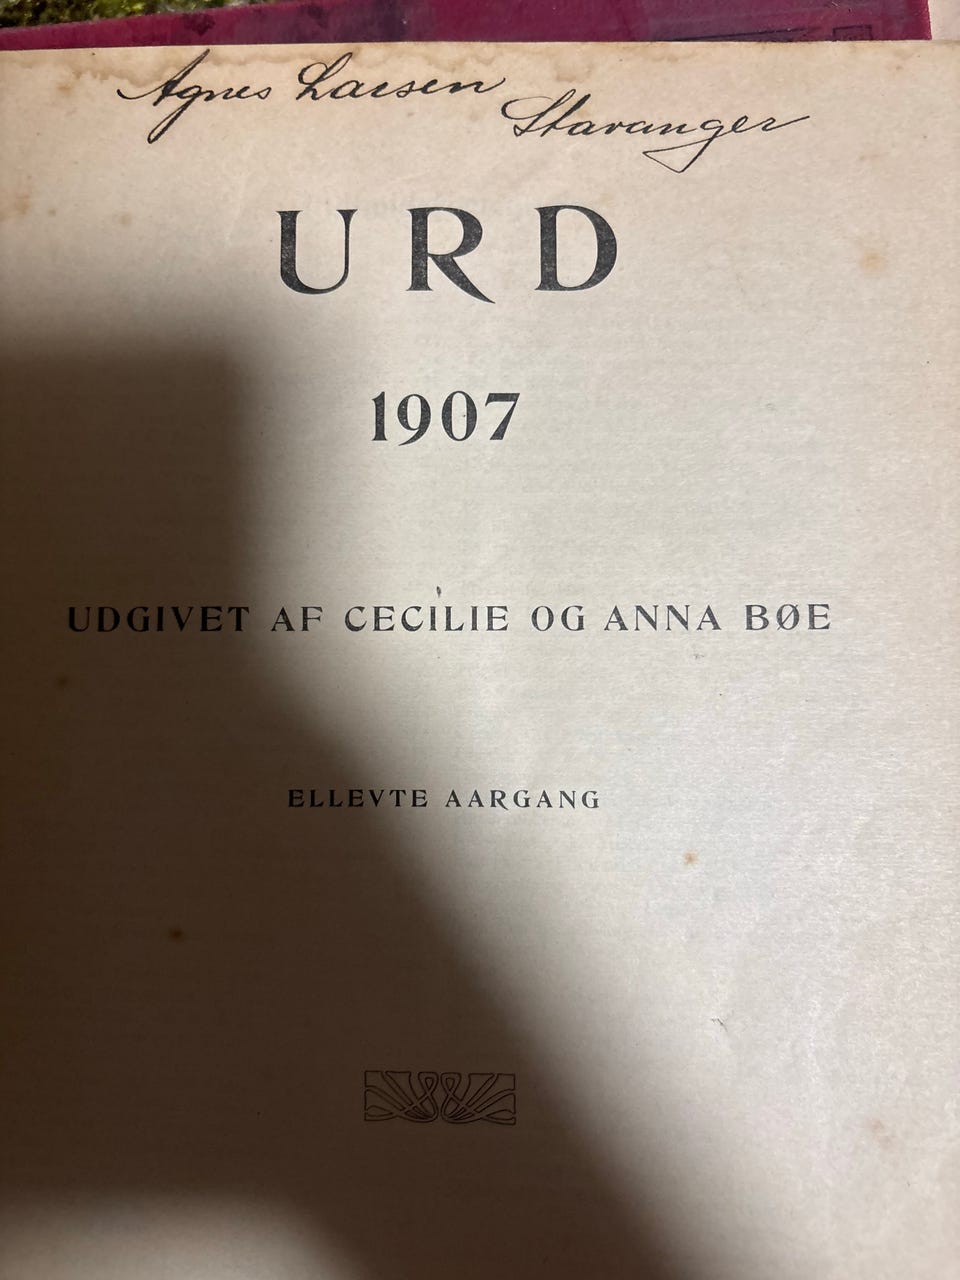 Agnes Larsen
Stavanger
URD
1907
UDGIVET AF CECILIE OG ANNA BØE
ELLEVTE AARGANG